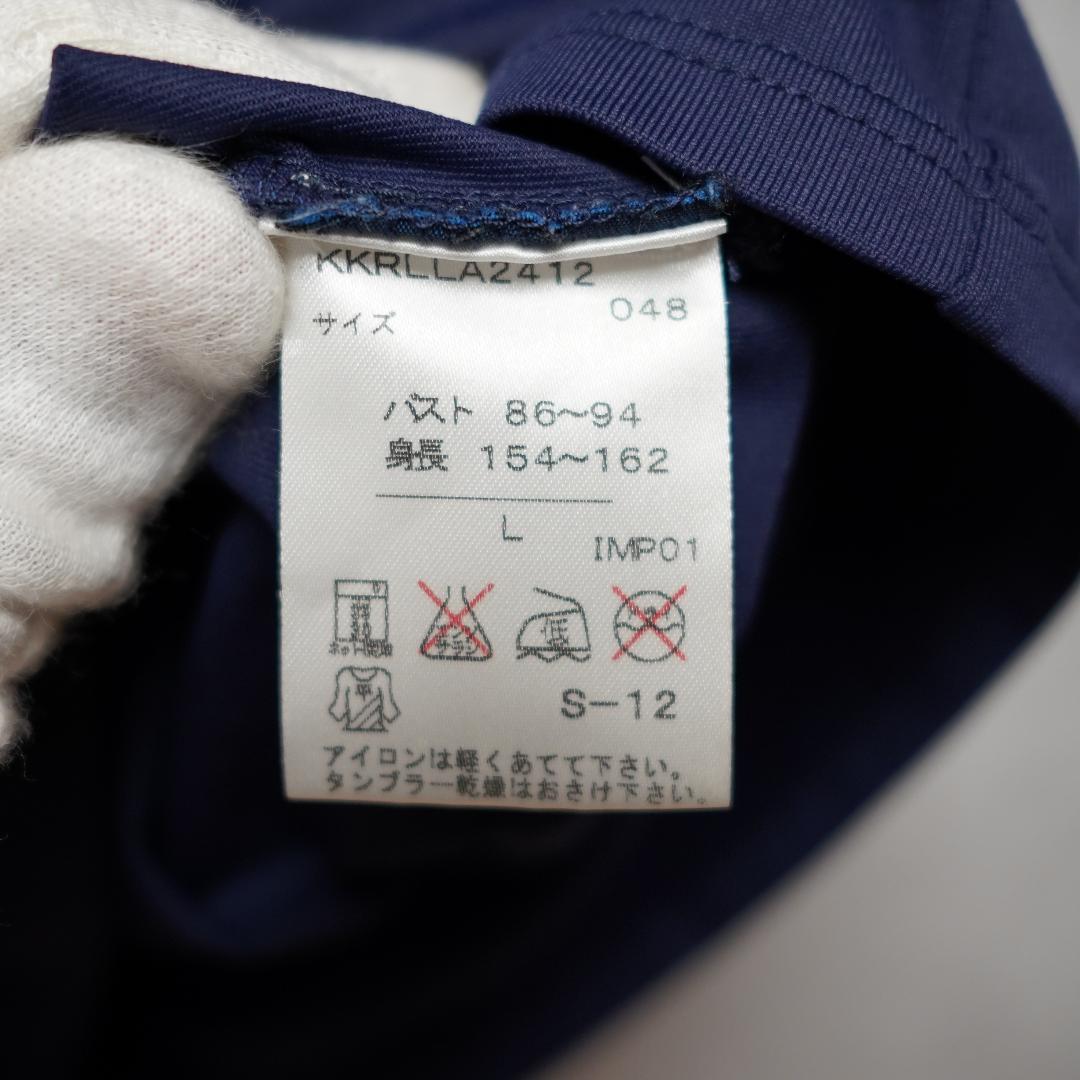 KKRLLA2412
048
サイズ
バスト 86〜94
身長 154〜162
L
IMP01
低
平
S-12
アイロンは軽くあてて下さい。
タンブラー乾燥はおさけ下さい。